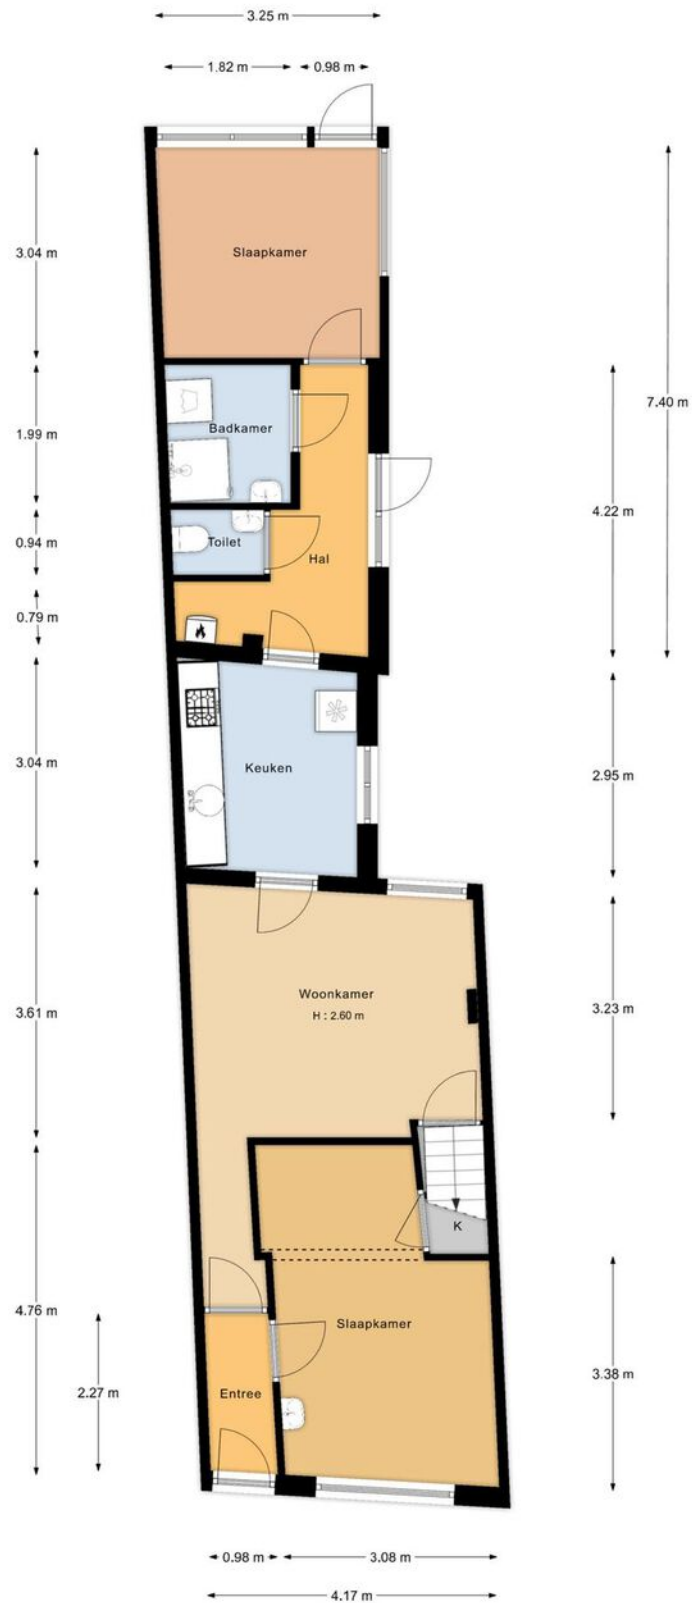 3.25 m
1.82 m
0.98 m
Slaapkamer
3.04 m
7.40 m
Badkamer
1.99 m
4.22 m
Toilet
0.94 m
Hal
0.79 m
Keuken
3.04 m
2.95 m
Woonkamer
H : 2.60 m
3.61 m
3.23 m
K
4.76 m
Slaapkamer
3.38 m
2.27 m
Entree
0.98 m
3.08 m
4.17 m